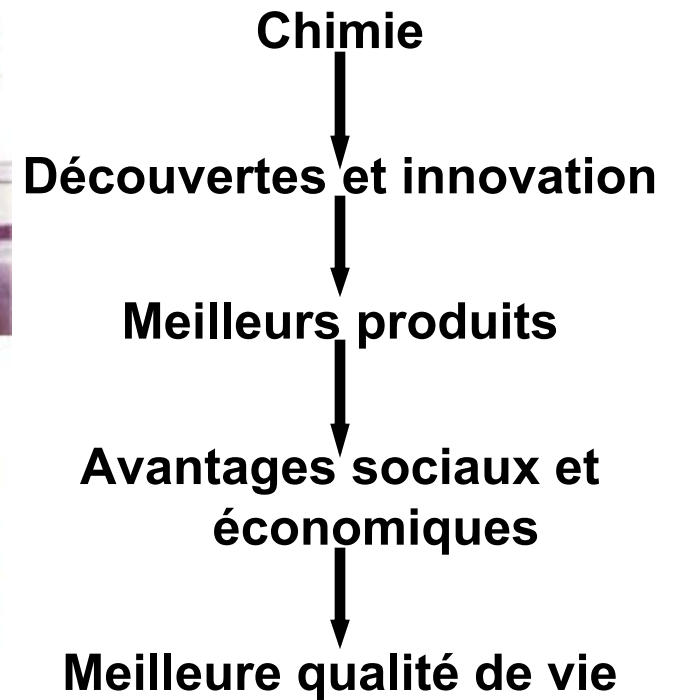 Chimie
Découvertes et innovation
Meilleurs produits
Avantages sociaux et
économiques
Meilleure qualité de vie